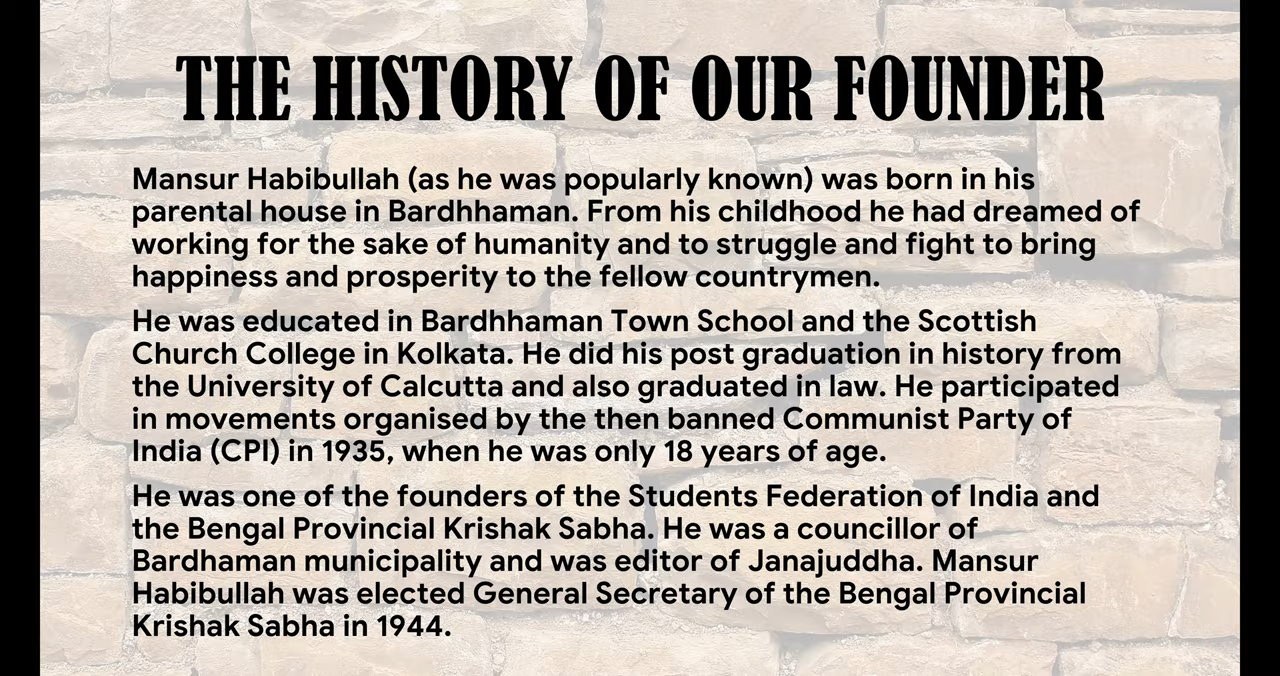 THE HISTORY OF OUR FOUNDER
Mansur Habibullah (as he was popularly known) was born in his
parental house in Bardhhaman. From his childhood he had dreamed of
working for the sake of humanity and to struggle and fight to bring
happiness and prosperity to the fellow countrymen.
He was educated in Bardhhaman Town School and the Scottish
Church College in Kolkata. He did his post graduation in history from
the University of Calcutta and also graduated in law. He participated
in movements organised by the then banned Communist Party of
India (CPI) in 1935, when he was only 18 years of age.
He was one of the founders of the Students Federation of India and
the Bengal Provincial Krishak Sabha. He was a councillor of
Bardhaman municipality and was editor of Janajuddha. Mansur
Habibullah was elected General Secretary of the Bengal Provincial
Krishak Sabha in 1944.